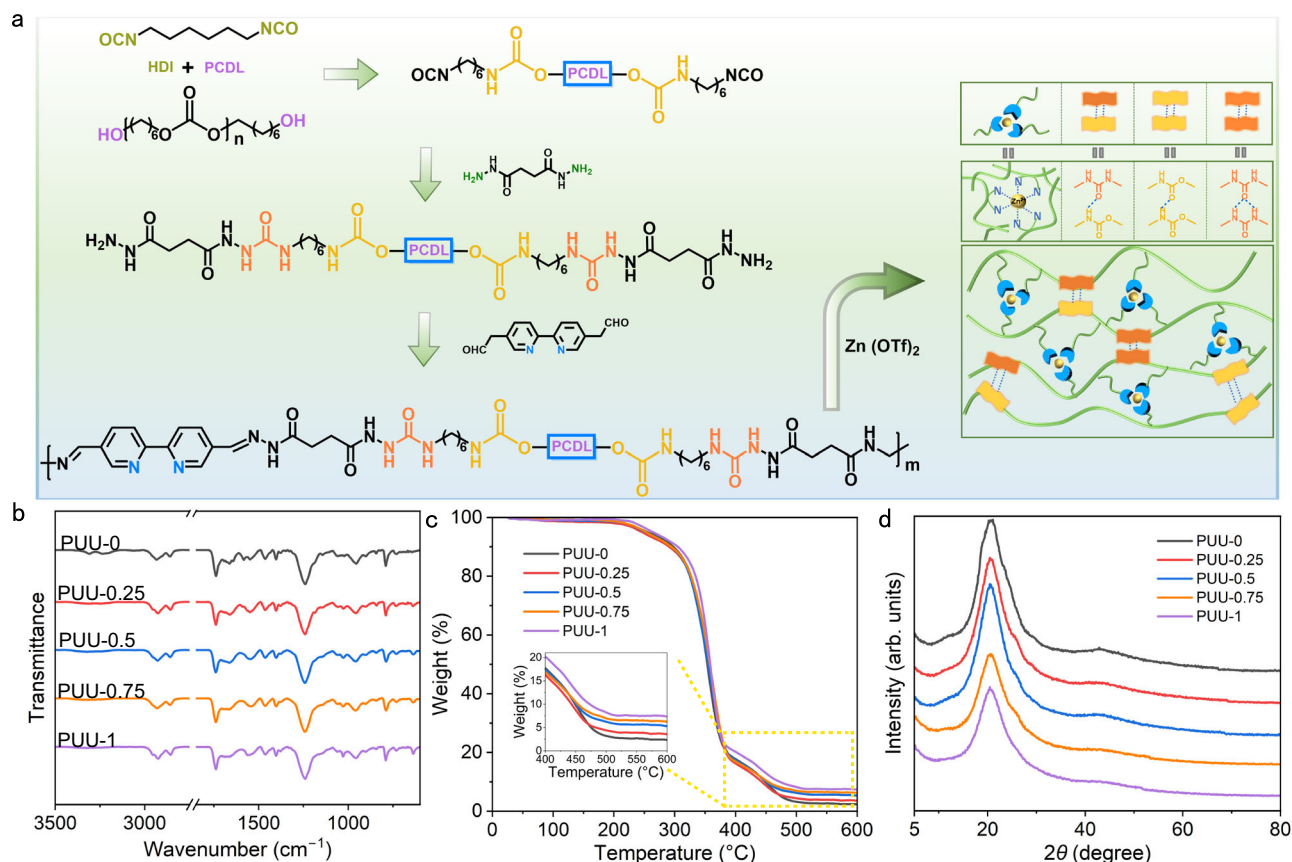 a
OCN NCO
HDI + PCDL
HO 6 O O O n 6 OH
OCN 6 N H O O PCDL O O N H 6 NCO
H2N N H O O H N NH2
H2N N H O O H N N H O N H 6 H N O O PCDL O O H N 6 H N O H N N H O O H N NH2
OHC N N CHO
Zn (OTf)2
N N N N N N Zn2+
N N N H O O H N N H O N H 6 H N O O PCDL O O H N 6 H N O H N N H O O H N m
b
PUU-0
PUU-0.25
PUU-0.5
PUU-0.75
PUU-1
Transmittance
3500 3000 1500 1000
Wavenumber (cm−1)
c
100
80
60
40
20
0
Weight (%)
PUU-0
PUU-0.25
PUU-0.5
PUU-0.75
PUU-1
20
15
10
5
0
Weight (%)
400 450 500 550 600
Temperature (°C)
0 100 200 300 400 500 600
Temperature (°C)
d
PUU-0
PUU-0.25
PUU-0.5
PUU-0.75
PUU-1
Intensity (arb. units)
5 20 40 60 80
2θ (degree)